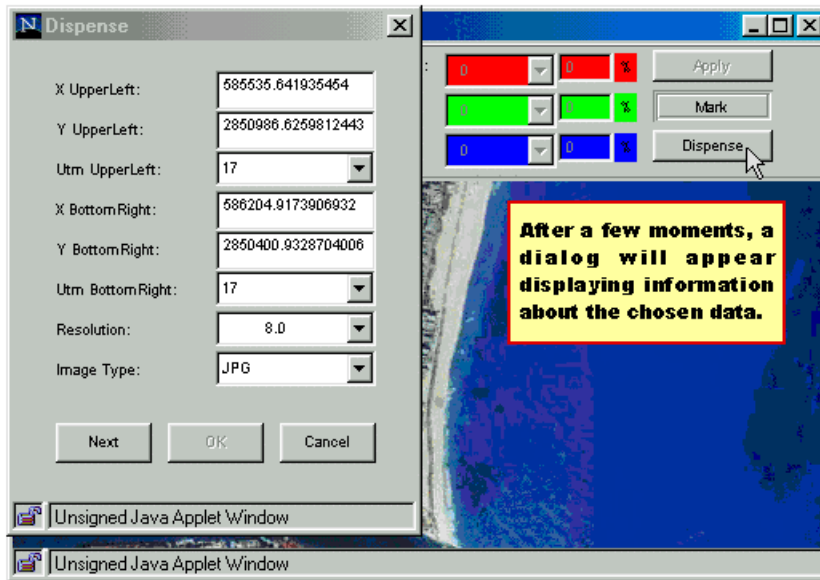 Dispense
X UpperLeft: 585535.641935454
Y UpperLeft: 2850986.6259812443
Utm UpperLeft: 17
X BottomRight: 586204.9173906932
Y BottomRight: 2850400.9328704006
Utm BottomRight: 17
Resolution: 8.0
Image Type: JPG
Next OK Cancel
Unsigned Java Applet Window
: 0 0 % Apply
0 0 % Mark
0 0 % Dispense
After a few moments, a
dialog will appear
displaying information
about the chosen data.
Unsigned Java Applet Window